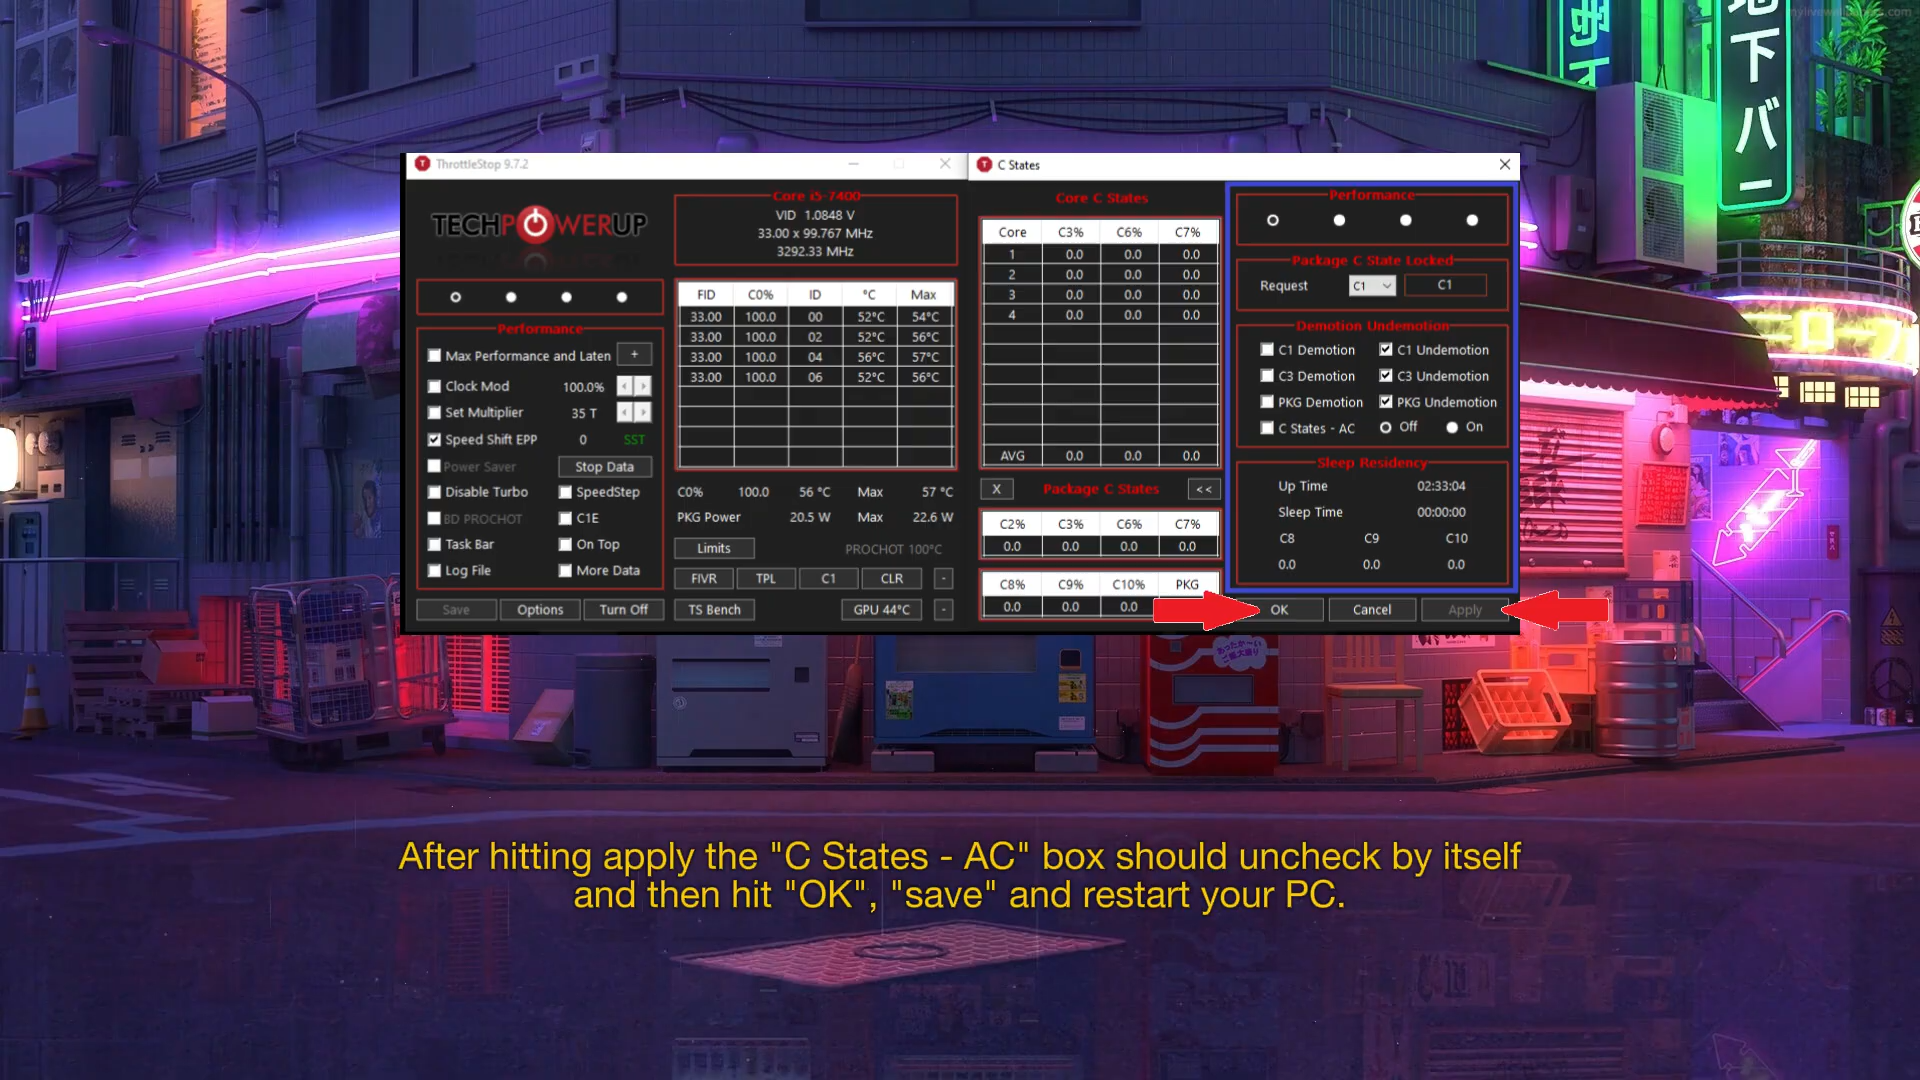 mylivewallpapers.com
地下バー
ThrottleStop 9.7.2
C States
TECHPOWERUP
Core i5-7400
VID 1.0848 V
33.00 x 99.767 MHz
3292.33 MHz
Performance
Max Performance and Laten +
Clock Mod 100.0%
Set Multiplier 35 T
Speed Shift EPP 0 SST
Power Saver Stop Data
Disable Turbo SpeedStep
BD PROCHOT C1E
Task Bar On Top
Log File More Data
Save Options Turn Off
FID C0% ID °C Max
33.00 100.0 00 52°C 54°C
33.00 100.0 02 52°C 56°C
33.00 100.0 04 56°C 57°C
33.00 100.0 06 52°C 56°C
C0% 100.0 56 °C Max 57 °C
PKG Power 20.5 W Max 22.6 W
Limits PROCHOT 100°C
FIVR TPL C1 CLR -
TS Bench GPU 44°C -
Core C States
Core C3% C6% C7%
1 0.0 0.0 0.0
2 0.0 0.0 0.0
3 0.0 0.0 0.0
4 0.0 0.0 0.0
AVG 0.0 0.0 0.0
X Package C States <<
C2% C3% C6% C7%
0.0 0.0 0.0 0.0
C8% C9% C10% PKG
0.0 0.0 0.0
Performance
Package C State Locked
Request C1 C1
Demotion Undemotion
C1 Demotion C1 Undemotion
C3 Demotion C3 Undemotion
PKG Demotion PKG Undemotion
C States - AC Off On
Sleep Residency
Up Time 02:33:04
Sleep Time 00:00:00
C8 C9 C10
0.0 0.0 0.0
OK Cancel Apply
After hitting apply the "C States - AC" box should uncheck by itself
and then hit "OK", "save" and restart your PC.